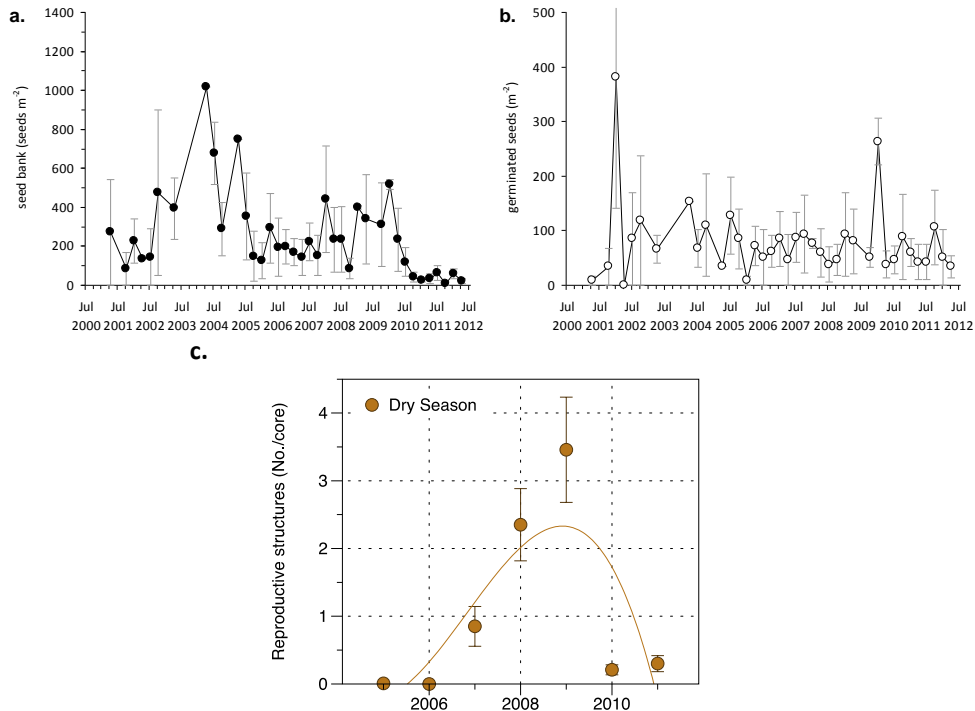 a.
seed bank (seeds m-2)
1400
1200
1000
800
600
400
200
0
Jul Jul Jul Jul Jul Jul Jul Jul Jul Jul Jul Jul Jul
2000 2001 2002 2003 2004 2005 2006 2007 2008 2009 2010 2011 2012
b.
germinated seeds (m-2)
500
400
300
200
100
0
Jul Jul Jul Jul Jul Jul Jul Jul Jul Jul Jul Jul Jul
2000 2001 2002 2003 2004 2005 2006 2007 2008 2009 2010 2011 2012
c.
Reproductive structures (No./core)
Dry Season
4
3
2
1
0
2006 2008 2010